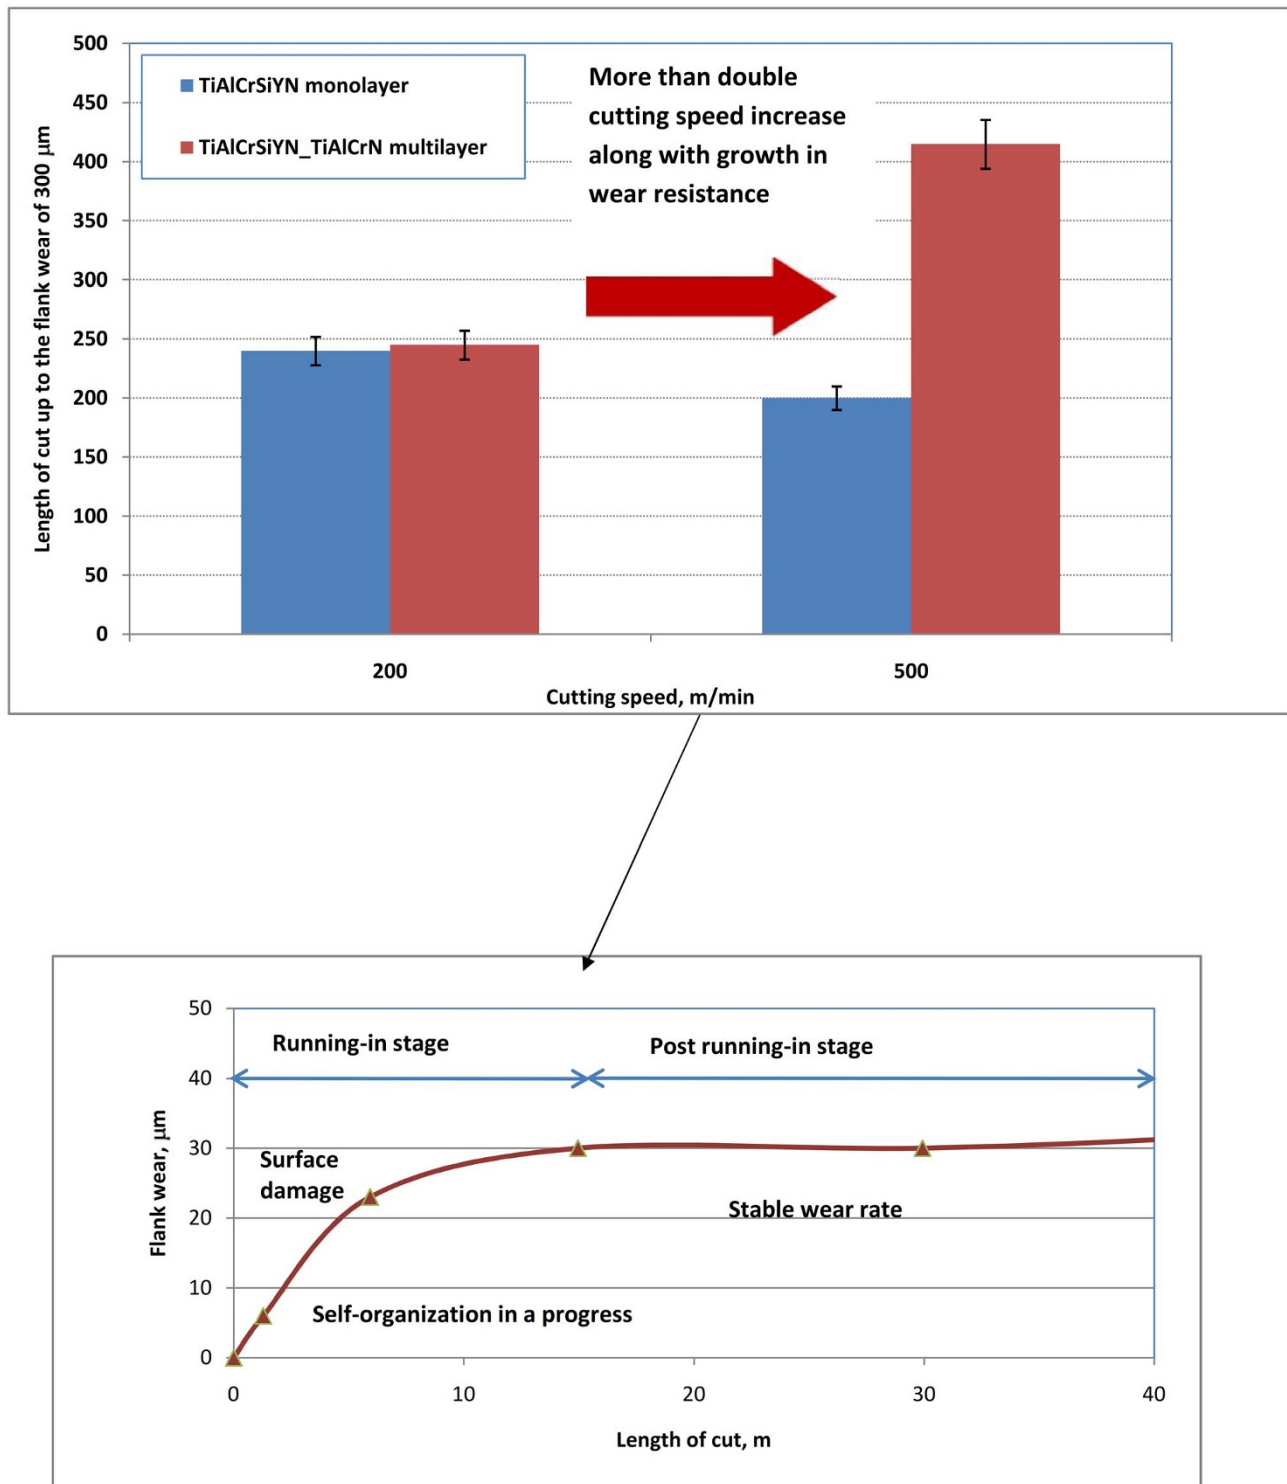 500
450
400
350
300
250
200
150
100
50
0
Length of cut up to the flank wear of 300 µm
TiAlCrSiYN monolayer
TiAlCrSiYN_TiAlCrN multilayer
More than double
cutting speed increase
along with growth in
wear resistance
200
500
Cutting speed, m/min
50
40
30
20
10
0
Flank wear, µm
Running-in stage
Post running-in stage
Surface
damage
Stable wear rate
Self-organization in a progress
0
10
20
30
40
Length of cut, m